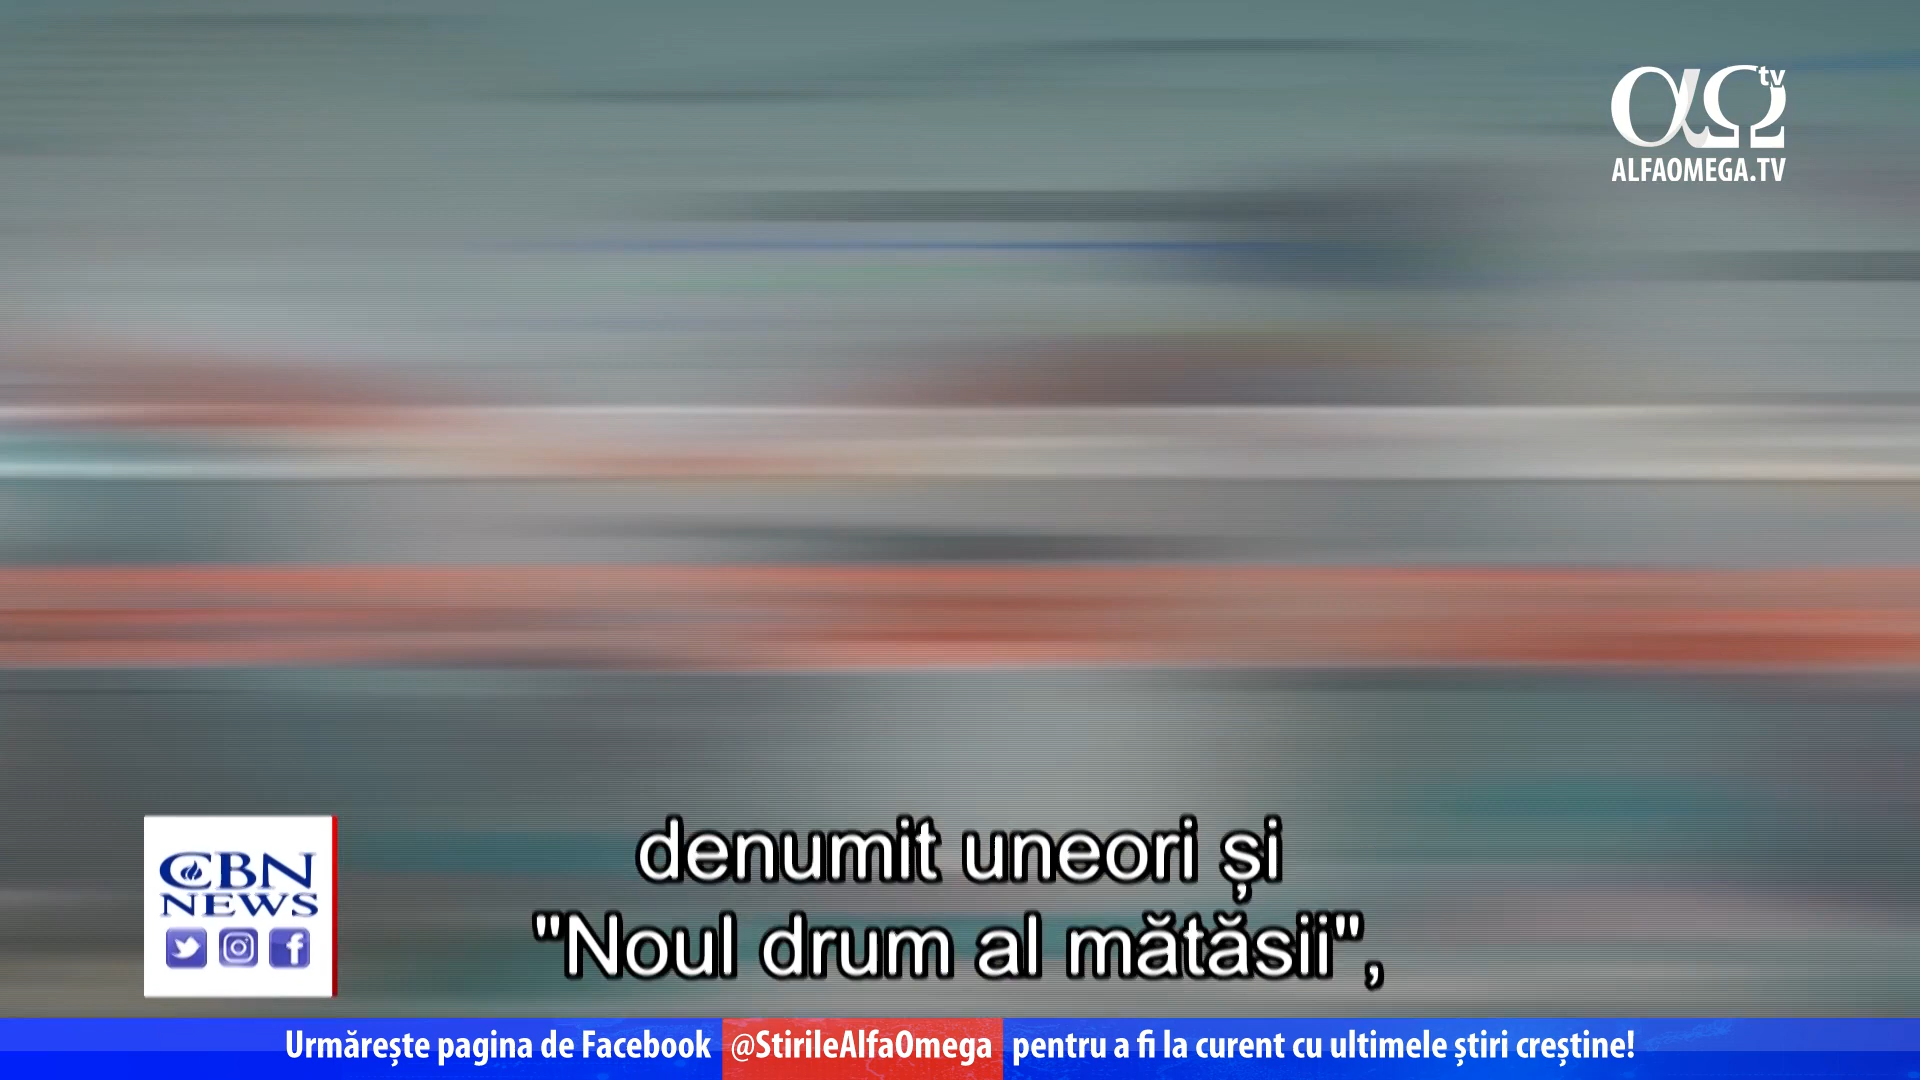 tv
ALFAOMEGA.TV
denumit uneori și
"Noul drum al mătăsii",
CBN
NEWS
Urmărește pagina de Facebook @StirileAlfaOmega pentru a fi la curent cu ultimele știri creștine!